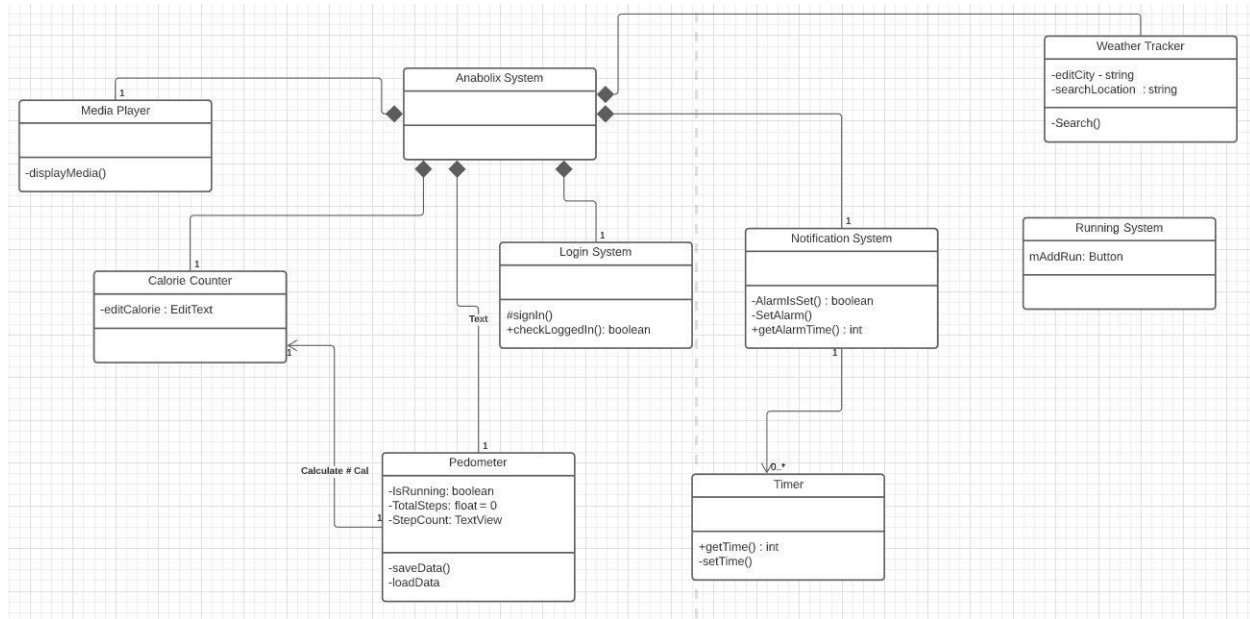 Weather Tracker
-editCity - string
-searchLocation : string
-Search()
Anabolix System
1
Media Player
-displayMedia()
1
Calorie Counter
-editCalorie : EditText
1
1
Login System
#signIn()
+checkLoggedIn(): boolean
1
Notification System
-AlarmIsSet() : boolean
-SetAlarm()
+getAlarmTime() : int
1
Running System
mAddRun: Button
Text
Calculate # Cal
1
1
Pedometer
-IsRunning: boolean
-TotalSteps: float = 0
-StepCount: TextView
-saveData()
-loadData
0..*
Timer
+getTime() : int
-setTime()